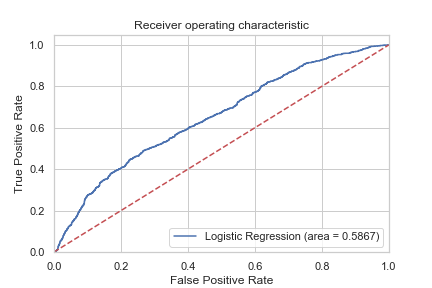 Receiver operating characteristic
1.0
0.8
0.6
0.4
0.2
0.0
True Positive Rate
Logistic Regression (area = 0.5867)
0.0 0.2 0.4 0.6 0.8 1.0
False Positive Rate